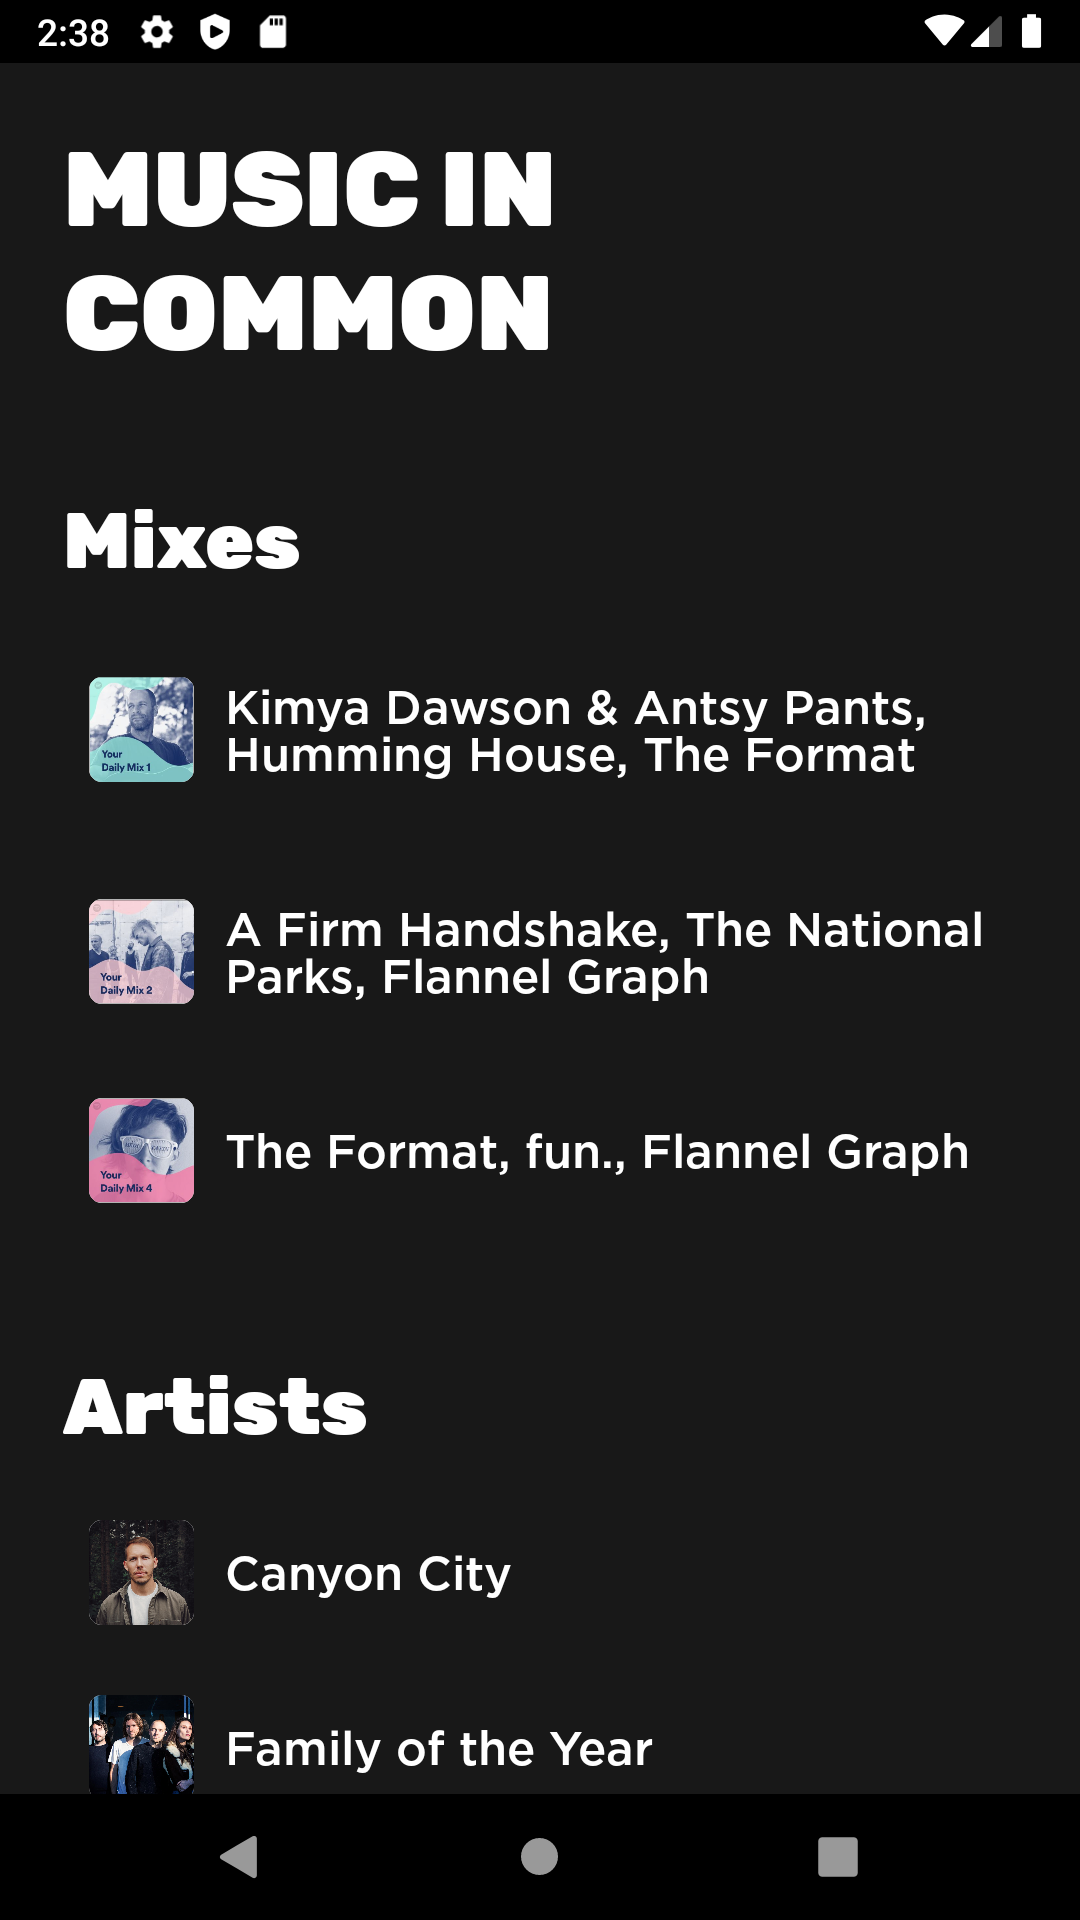 2:38
MUSIC IN
COMMON
Mixes
Your
Daily Mix 1
Kimya Dawson & Antsy Pants,
Humming House, The Format
Your
Daily Mix 2
A Firm Handshake, The National
Parks, Flannel Graph
Your
Daily Mix 4
The Format, fun., Flannel Graph
Artists
Canyon City
Family of the Year